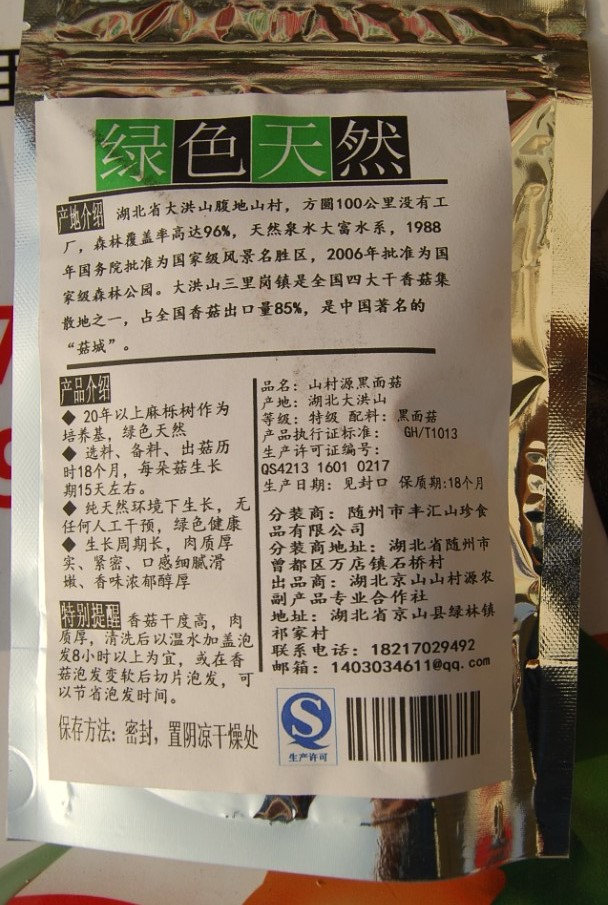 绿色天然
产地介绍 湖北省大洪山腹地山村，方圈100公里没有工
厂，森林覆盖率高达96%，天然泉水大富水系，1988
年国务院批准为国家级风景名胜区，2006年批准为国
家级森林公园。大洪山三里岗镇是全国四大干香菇集
散地之一，占全国香菇出口量85%，是中国著名的
“菇城”。
产品介绍
◆ 20年以上麻栎树作为
培养基，绿色天然
◆ 选料、备料、出菇历
时18个月，每朵菇生长
期15天左右。
◆ 纯天然环境下生长，无
任何人工干预，绿色健康
◆ 生长周期长，肉质厚
实、紧密、口感细腻滑
嫩、香味浓郁醇厚
特别提醒 香菇干度高，肉
质厚，清洗后以温水加盖泡
发8小时以上为宜，或在香
菇泡发变软后切片泡发，可
以节省泡发时间。
保存方法：密封，置阴凉干燥处
品名：山村源黑面菇
产地：湖北大洪山
等级：特级 配料：黑面菇
产品执行证标准： GH/T1013
生产许可证编号：
QS4213 1601 0217
生产日期：见封口 保质期:18个月
分装商：随州市丰汇山珍食
品有限公司
分装商地址：湖北省随州市
曾都区万店镇石桥村
出品商：湖北京山山村源农
副产品专业合作社
地址：湖北省京山县绿林镇
祁家村
联系电话：18217029492
邮箱：1403034611@qq.com
生产许可